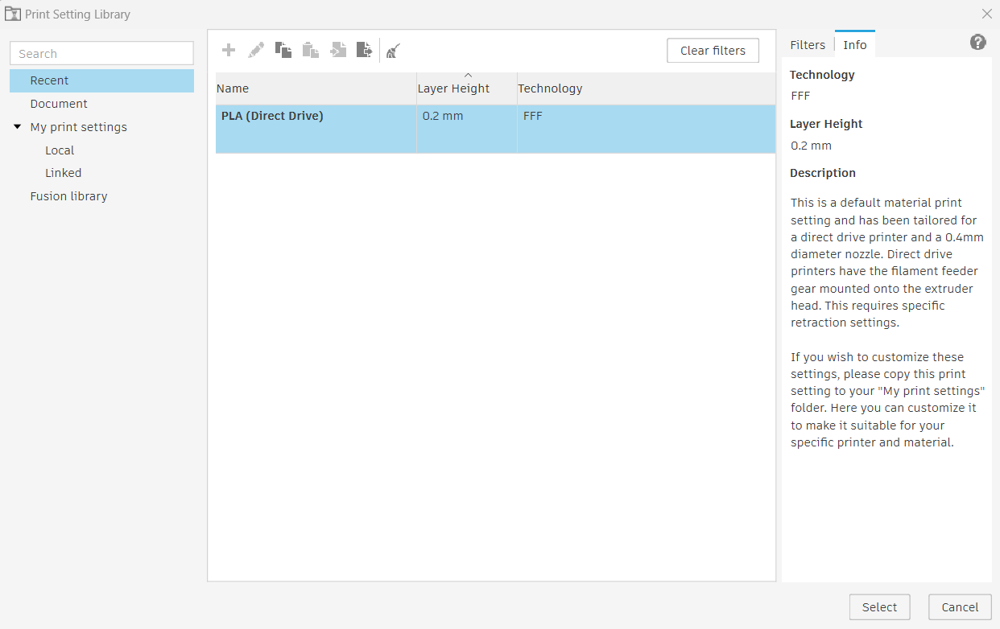 Print Setting Library
Search
Recent
Document
My print settings
Local
Linked
Fusion library
Clear filters
Name Layer Height Technology
PLA (Direct Drive) 0.2 mm FFF
Filters Info
Technology
FFF
Layer Height
0.2 mm
Description
This is a default material print
setting and has been tailored for
a direct drive printer and a 0.4mm
diameter nozzle. Direct drive
printers have the filament feeder
gear mounted onto the extruder
head. This requires specific
retraction settings.
If you wish to customize these
settings, please copy this print
setting to your "My print settings"
folder. Here you can customize it
to make it suitable for your
specific printer and material.
Select Cancel